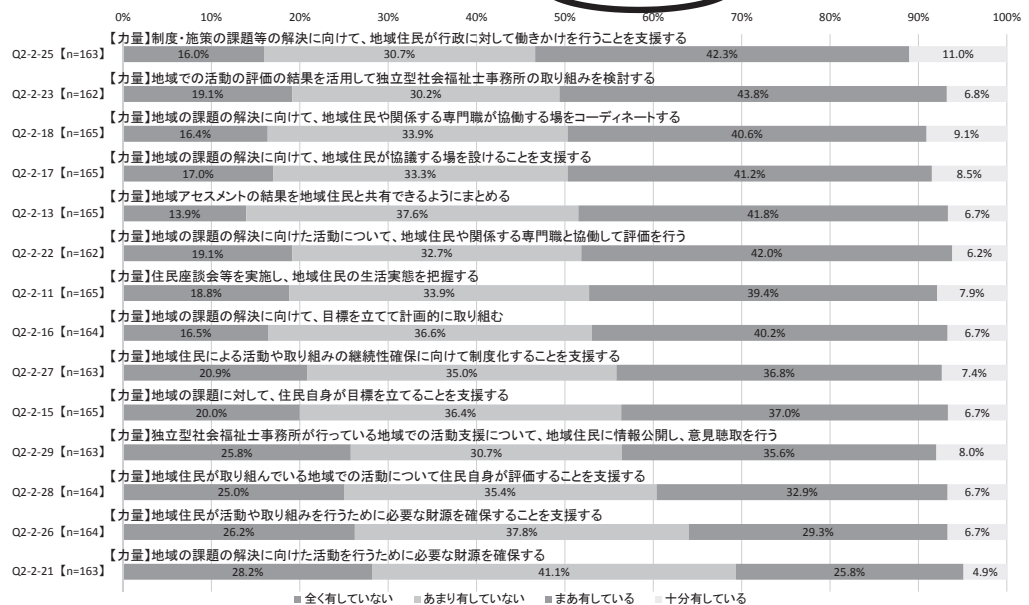 0% 10% 20% 30% 40% 50% 60% 70% 80% 90% 100%
【力量】制度・施策の課題等の解決に向けて、地域住民が行政に対して働きかけを行うことを支援する
Q2-2-25【n=163】 16.0% 30.7% 42.3% 11.0%
【力量】地域での活動の評価の結果を活用して独立型社会福祉士事務所の取り組みを検討する
Q2-2-23【n=162】 19.1% 30.2% 43.8% 6.8%
【力量】地域の課題の解決に向けて、地域住民や関係する専門職が協働する場をコーディネートする
Q2-2-18【n=165】 16.4% 33.9% 40.6% 9.1%
【力量】地域の課題の解決に向けて、地域住民が協議する場を設けることを支援する
Q2-2-17【n=165】 17.0% 33.3% 41.2% 8.5%
【力量】地域アセスメントの結果を地域住民と共有できるようにまとめる
Q2-2-13【n=165】 13.9% 37.6% 41.8% 6.7%
【力量】地域の課題の解決に向けた活動について、地域住民や関係する専門職と協働して評価を行う
Q2-2-22【n=162】 19.1% 32.7% 42.0% 6.2%
【力量】住民座談会等を実施し、地域住民の生活実態を把握する
Q2-2-11【n=165】 18.8% 33.9% 39.4% 7.9%
【力量】地域の課題の解決に向けて、目標を立てて計画的に取り組む
Q2-2-16【n=164】 16.5% 36.6% 40.2% 6.7%
【力量】地域住民による活動や取り組みの継続性確保に向けて制度化することを支援する
Q2-2-27【n=163】 20.9% 35.0% 36.8% 7.4%
【力量】地域の課題に対して、住民自身が目標を立てることを支援する
Q2-2-15【n=165】 20.0% 36.4% 37.0% 6.7%
【力量】独立型社会福祉士事務所が行っている地域での活動支援について、地域住民に情報公開し、意見聴取を行う
Q2-2-29【n=163】 25.8% 30.7% 35.6% 8.0%
【力量】地域住民が取り組んでいる地域での活動について住民自身が評価することを支援する
Q2-2-28【n=164】 25.0% 35.4% 32.9% 6.7%
【力量】地域住民が活動や取り組みを行うために必要な財源を確保することを支援する
Q2-2-26【n=164】 26.2% 37.8% 29.3% 6.7%
【力量】地域の課題の解決に向けた活動を行うために必要な財源を確保する
Q2-2-21【n=163】 28.2% 41.1% 25.8% 4.9%
全く有していない あまり有していない まあ有している 十分有している